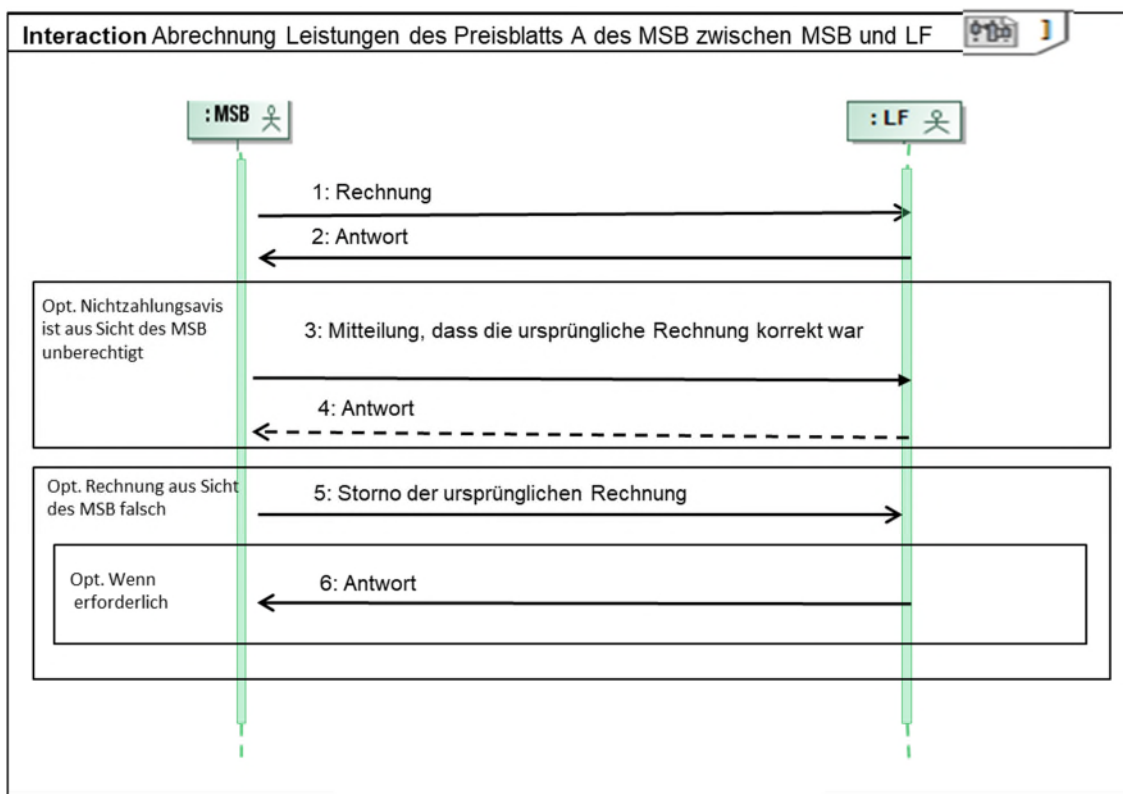 Interaction Abrechnung Leistungen des Preisblatts A des MSB zwischen MSB und LF
: MSB
: LF
1: Rechnung
2: Antwort
Opt. Nichtzahlungsavis
ist aus Sicht des MSB
unberechtigt
3: Mitteilung, dass die ursprüngliche Rechnung korrekt war
4: Antwort
Opt. Rechnung aus Sicht
des MSB falsch
5: Storno der ursprünglichen Rechnung
Opt. Wenn
erforderlich
6: Antwort